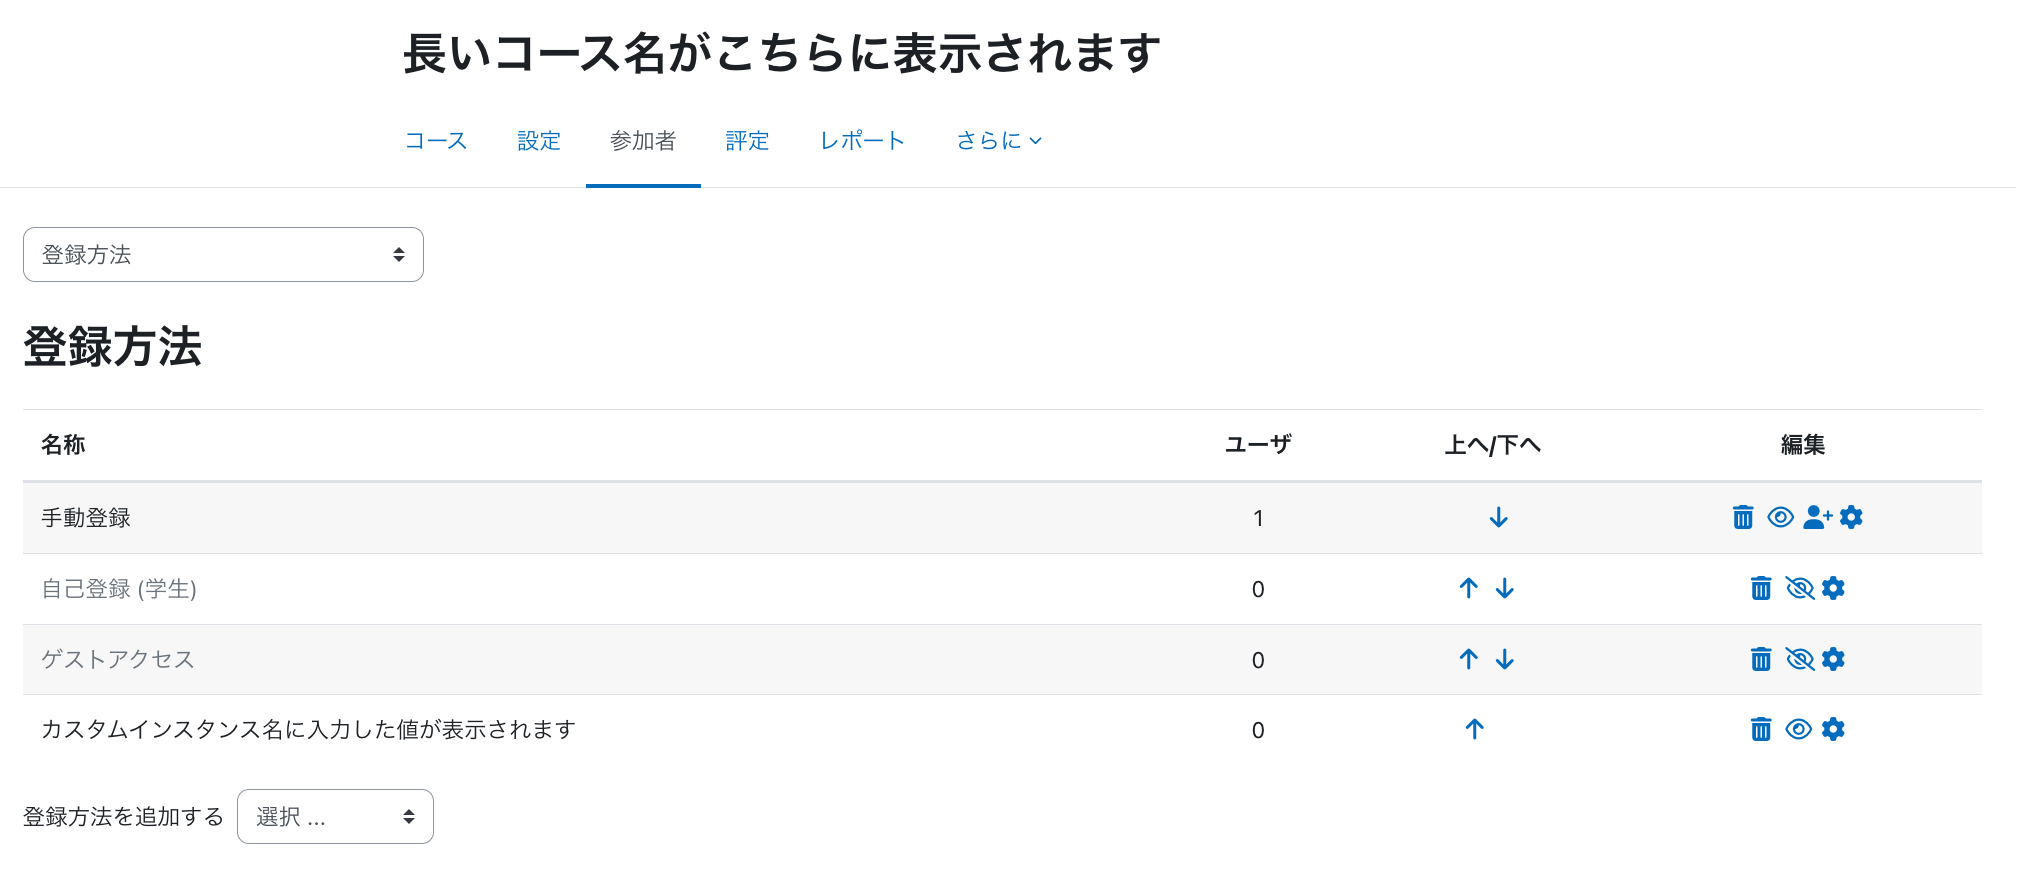 長いコース名がこちらに表示されます
コース 設定 参加者 評定 レポート さらに
登録方法
登録方法
名称 ユーザ 上へ/下へ 編集
手動登録 1
自己登録 (学生) 0
ゲストアクセス 0
カスタムインスタンス名に入力した値が表示されます 0
登録方法を追加する 選択 ...